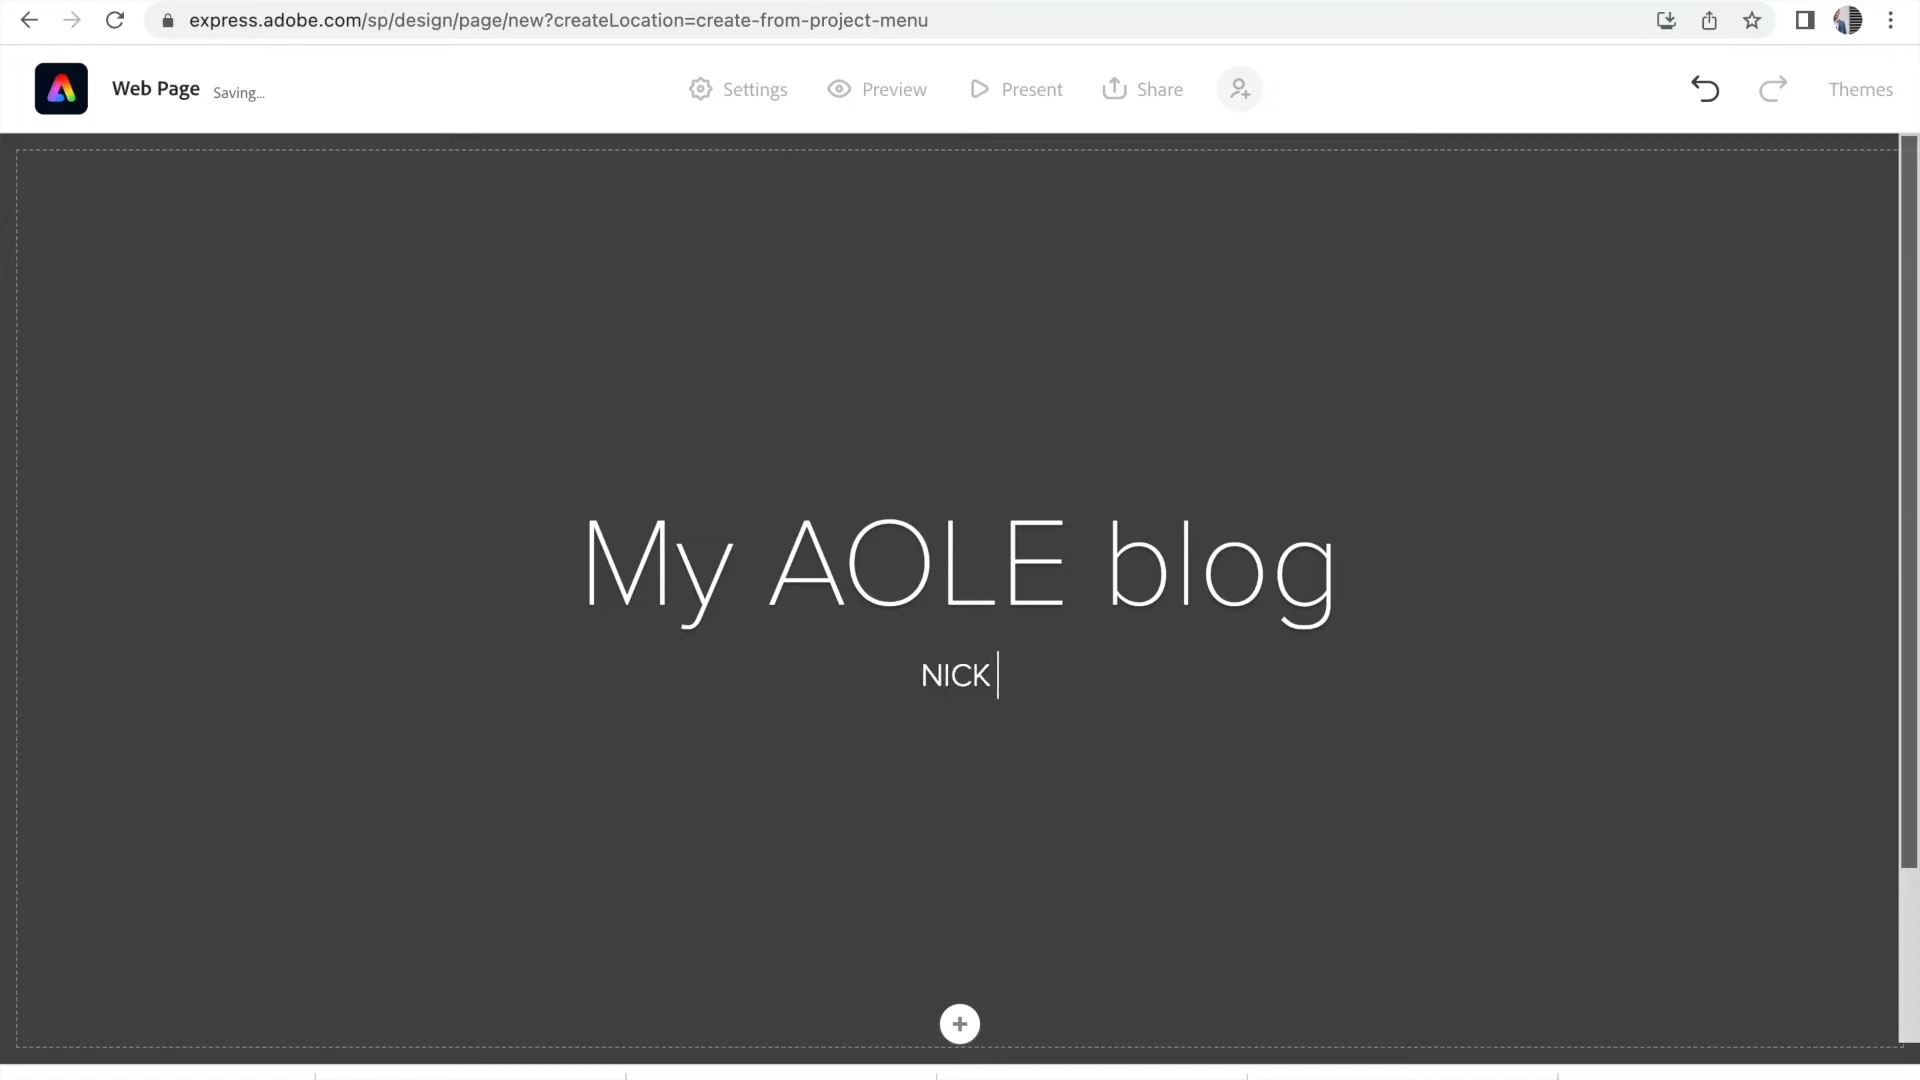 express.adobe.com/sp/design/page/new?createLocation=create-from-project-menu
Web Page Saving... Settings Preview Present Share Themes
My AOLE blog
NICK